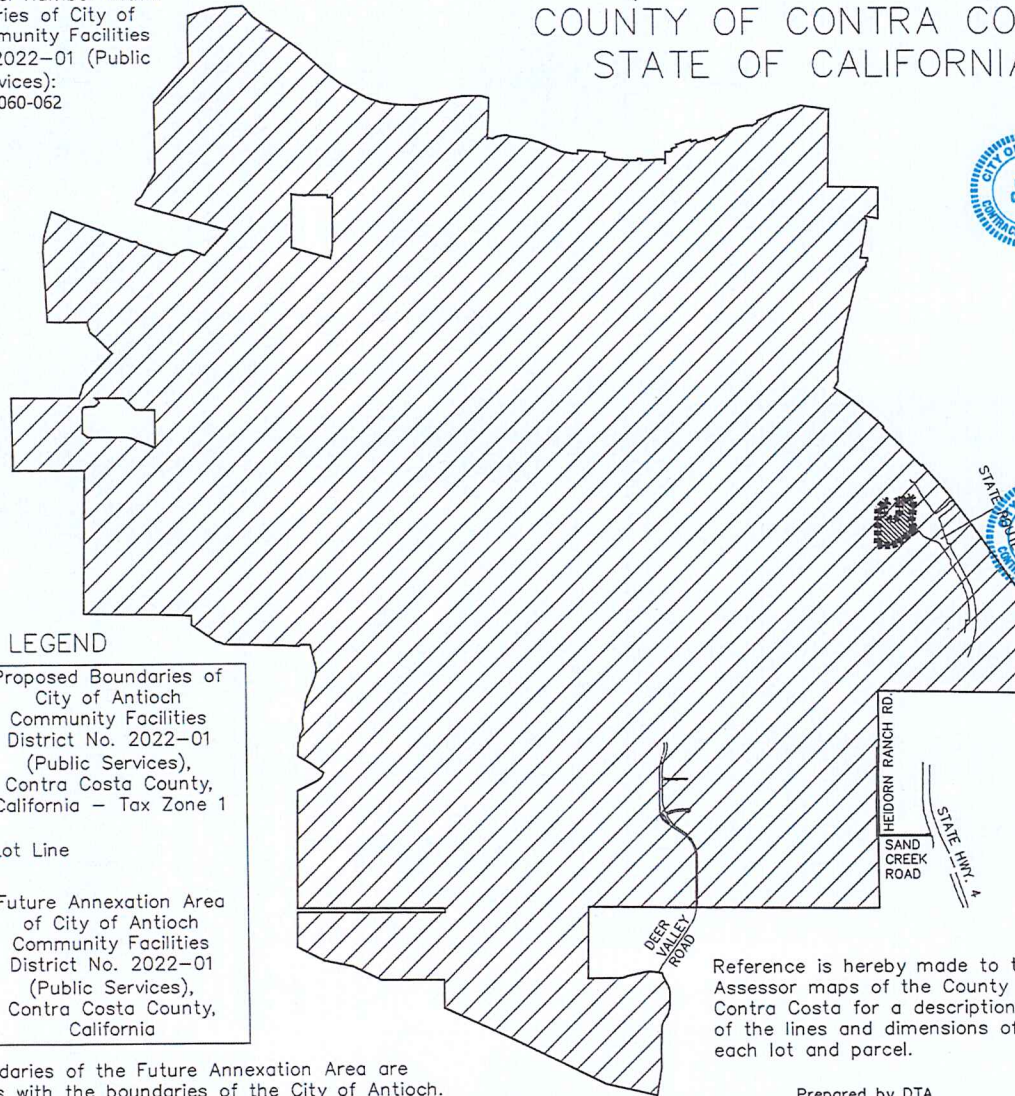 ries of City of
munity Facilities
2022-01 (Public
vices):
060-062
COUNTY OF CONTRA CO
STATE OF CALIFORNIA
CITY OF
CONTRAC
STATE ROUTE
LEGEND
Proposed Boundaries of
City of Antioch
Community Facilities
District No. 2022-01
(Public Services),
Contra Costa County,
California - Tax Zone 1
Lot Line
Future Annexation Area
of City of Antioch
Community Facilities
District No. 2022-01
(Public Services),
Contra Costa County,
California
HEIDORN RANCH RD.
SAND
CREEK
ROAD
STATE HWY. 4
DEER
VALLEY
ROAD
Reference is hereby made to t
Assessor maps of the County
Contra Costa for a description
of the lines and dimensions of
each lot and parcel.
daries of the Future Annexation Area are
s with the boundaries of the City of Antioch.
Prepared by DTA